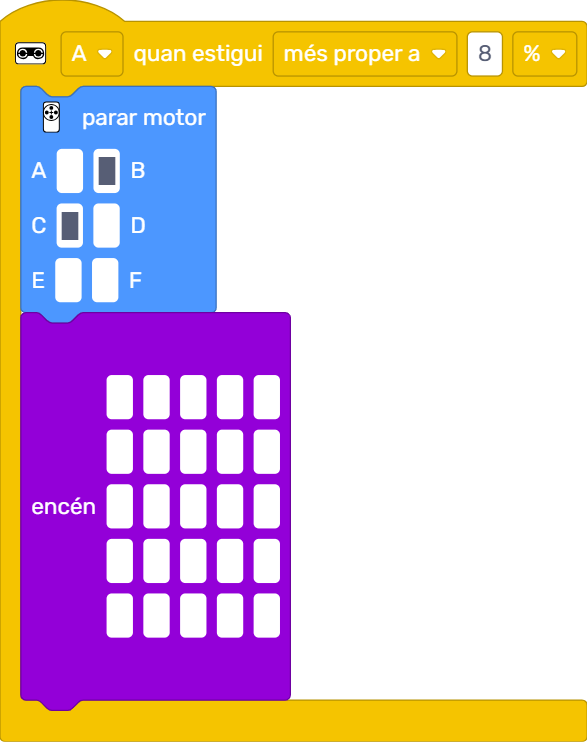 A quan estigui més proper a 8 %
parar motor
A B
C D
E F
encén